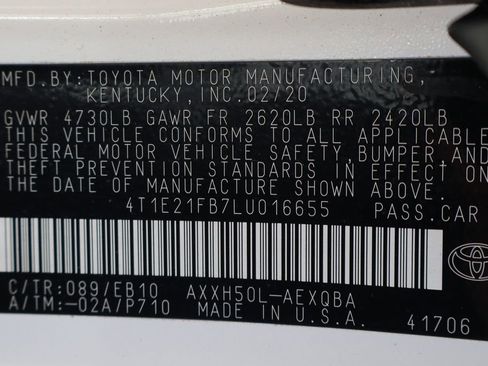 MFD. BY: TOYOTA MOTOR MANUFACTURING,
KENTUCKY, INC. 02/20
GVWR 4730LB GAWR FR 2620LB RR 2420LB
THIS VEHICLE CONFORMS TO ALL APPLICABLE
FEDERAL MOTOR VEHICLE SAFETY, BUMPER AND
THEFT PREVENTION STANDARDS IN EFFECT ON
THE DATE OF MANUFACTURE SHOWN ABOVE.
4T1E21FB7LU016655 PASS. CAR
C/TR: 089/EB10 AXXH50L-AEXQBA
A/TM: -02A/P710 MADE IN U.S.A. 41706